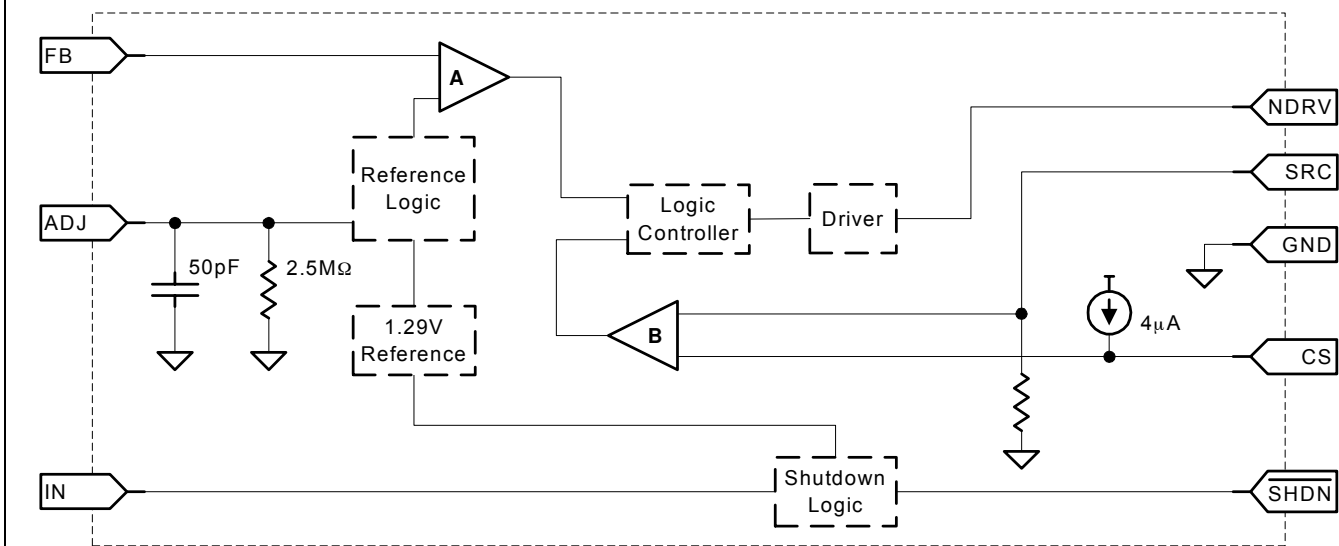 FB
A
NDRV
Reference
Logic
SRC
Logic
Controller
Driver
ADJ
GND
50pF
2.5MΩ
1.29V
Reference
B
4μA
CS
Shutdown
Logic
IN
SHDN